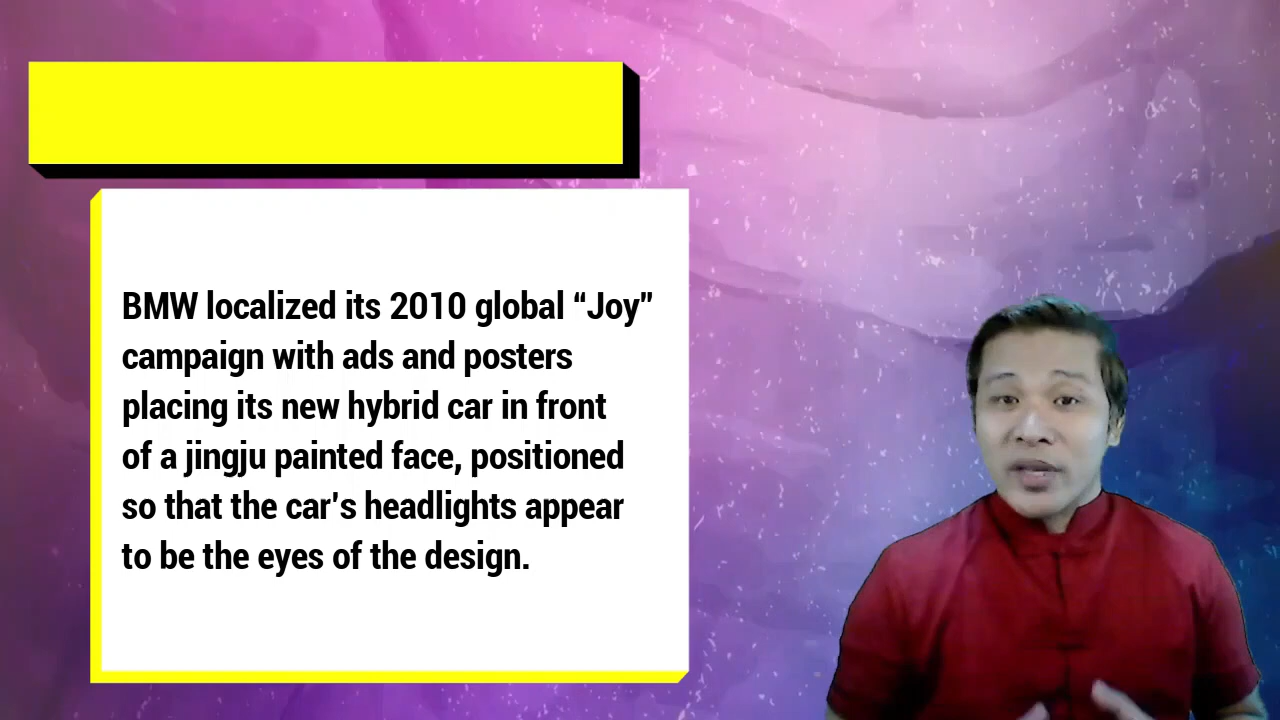 BMW localized its 2010 global “Joy”
campaign with ads and posters
placing its new hybrid car in front
of a jingju painted face, positioned
so that the car’s headlights appear
to be the eyes of the design.